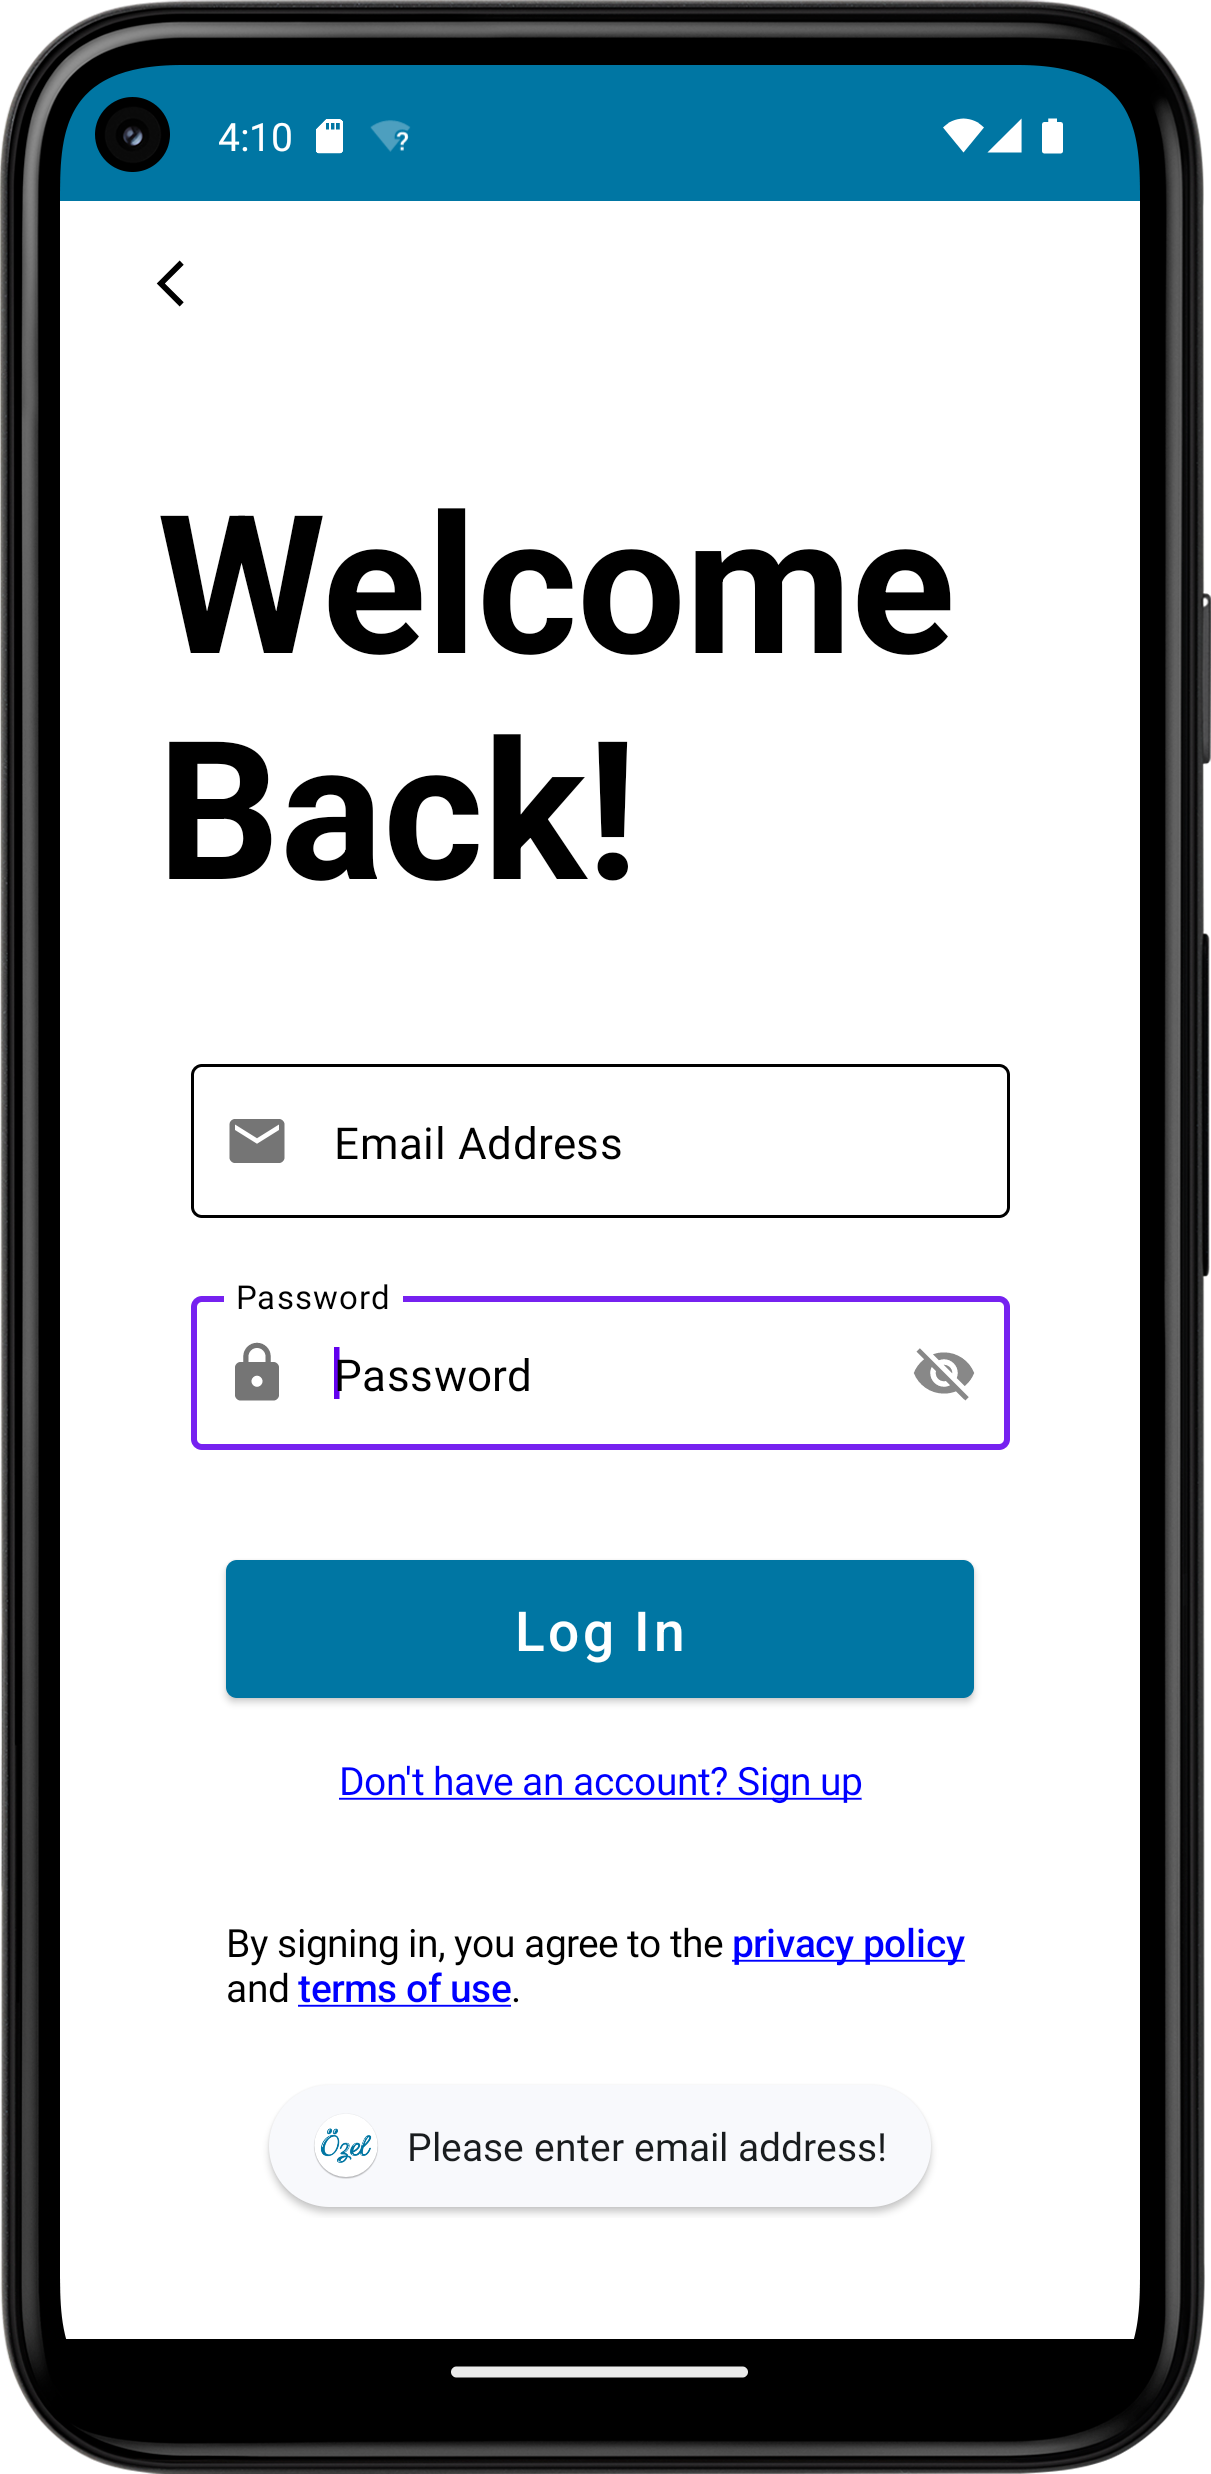 4:10
?
Welcome
Back!
Email Address
Password
Password
Log In
Don't have an account? Sign up
By signing in, you agree to the privacy policy
and terms of use.
Özel
Please enter email address!